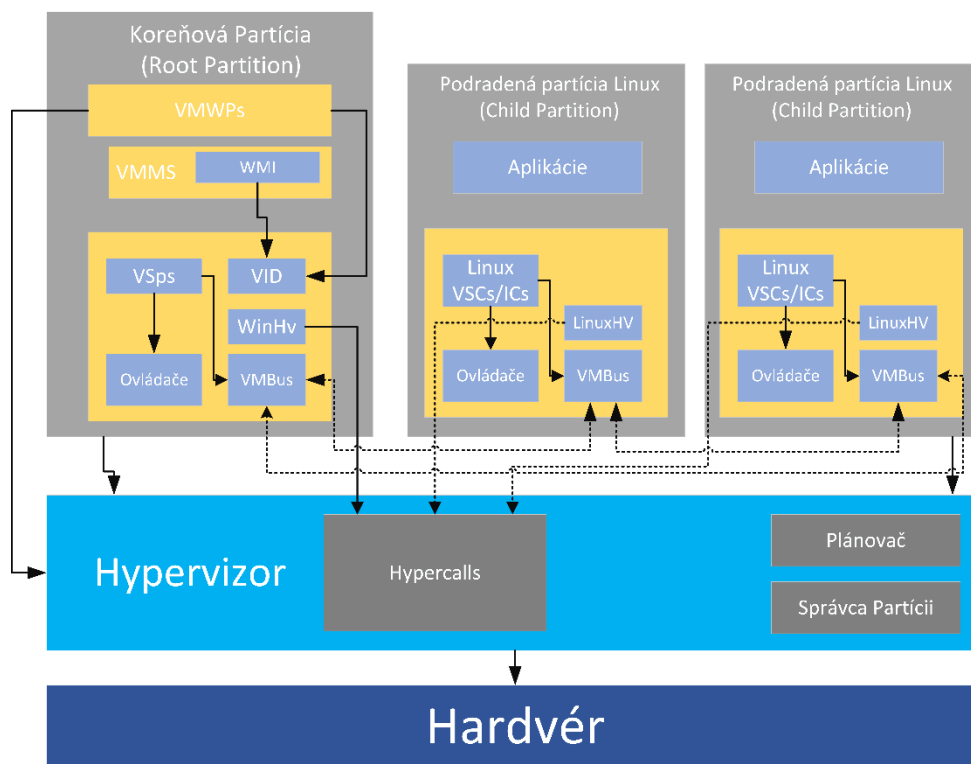 Koreňová Partícia
(Root Partition)
VMWPs
VMMS
WMI
VSps
VID
WinHv
Ovládače
VMBus
Podradená partícia Linux
(Child Partition)
Aplikácie
Linux
VSCs/ICs
LinuxHV
Ovládače
VMBus
Podradená partícia Linux
(Child Partition)
Aplikácie
Linux
VSCs/ICs
LinuxHV
Ovládače
VMBus
Hypervizor
Hypercalls
Plánovač
Správca Partícii
Hardvér